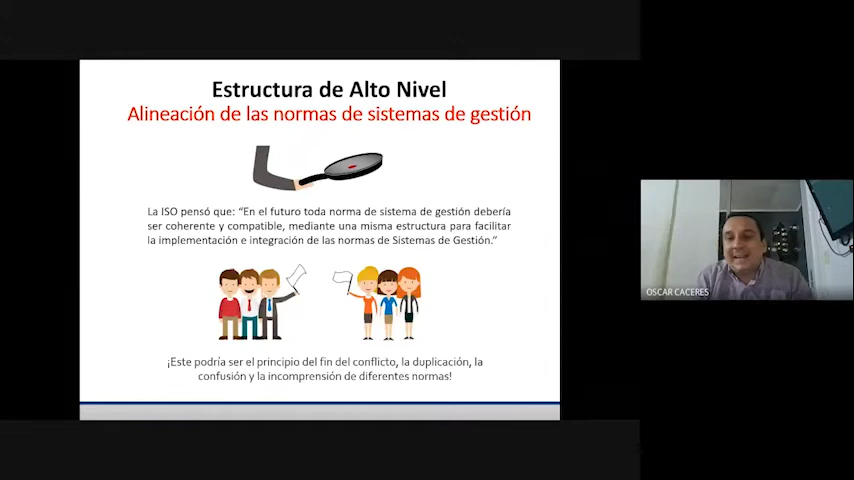 Estructura de Alto Nivel
Alineación de las normas de sistemas de gestión
La ISO pensó que: “En el futuro toda norma de sistema de gestión debería
ser coherente y compatible, mediante una misma estructura para facilitar
la implementación e integración de las normas de Sistemas de Gestión.”
¡Este podría ser el principio del fin del conflicto, la duplicación, la
confusión y la incomprensión de diferentes normas!
OSCAR CACERES